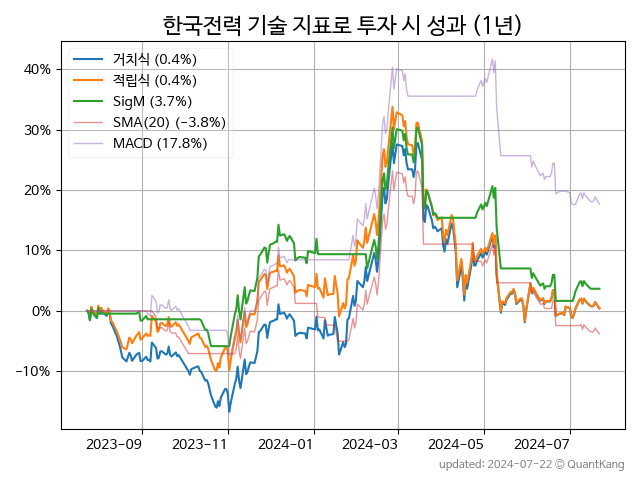 한국전력 기술 지표로 투자 시 성과 (1년)
거치식 (0.4%)
적립식 (0.4%)
SigM (3.7%)
SMA(20) (−3.8%)
MACD (17.8%)
40%
30%
20%
10%
0%
−10%
2023-09 2023-11 2024-01 2024-03 2024-05 2024-07
updated: 2024-07-22 © QuantKang